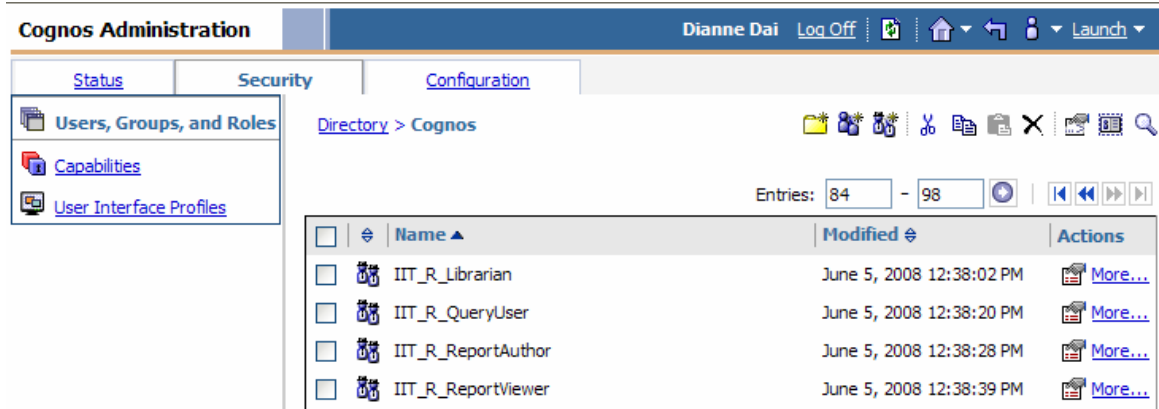 Cognos Administration
Dianne Dai Log Off Launch
Status Security Configuration
Users, Groups, and Roles
Capabilities
User Interface Profiles
Directory > Cognos
Entries: 84 - 98
Name Modified Actions
IIT_R_Librarian June 5, 2008 12:38:02 PM More...
IIT_R_QueryUser June 5, 2008 12:38:20 PM More...
IIT_R_ReportAuthor June 5, 2008 12:38:28 PM More...
IIT_R_ReportViewer June 5, 2008 12:38:39 PM More...